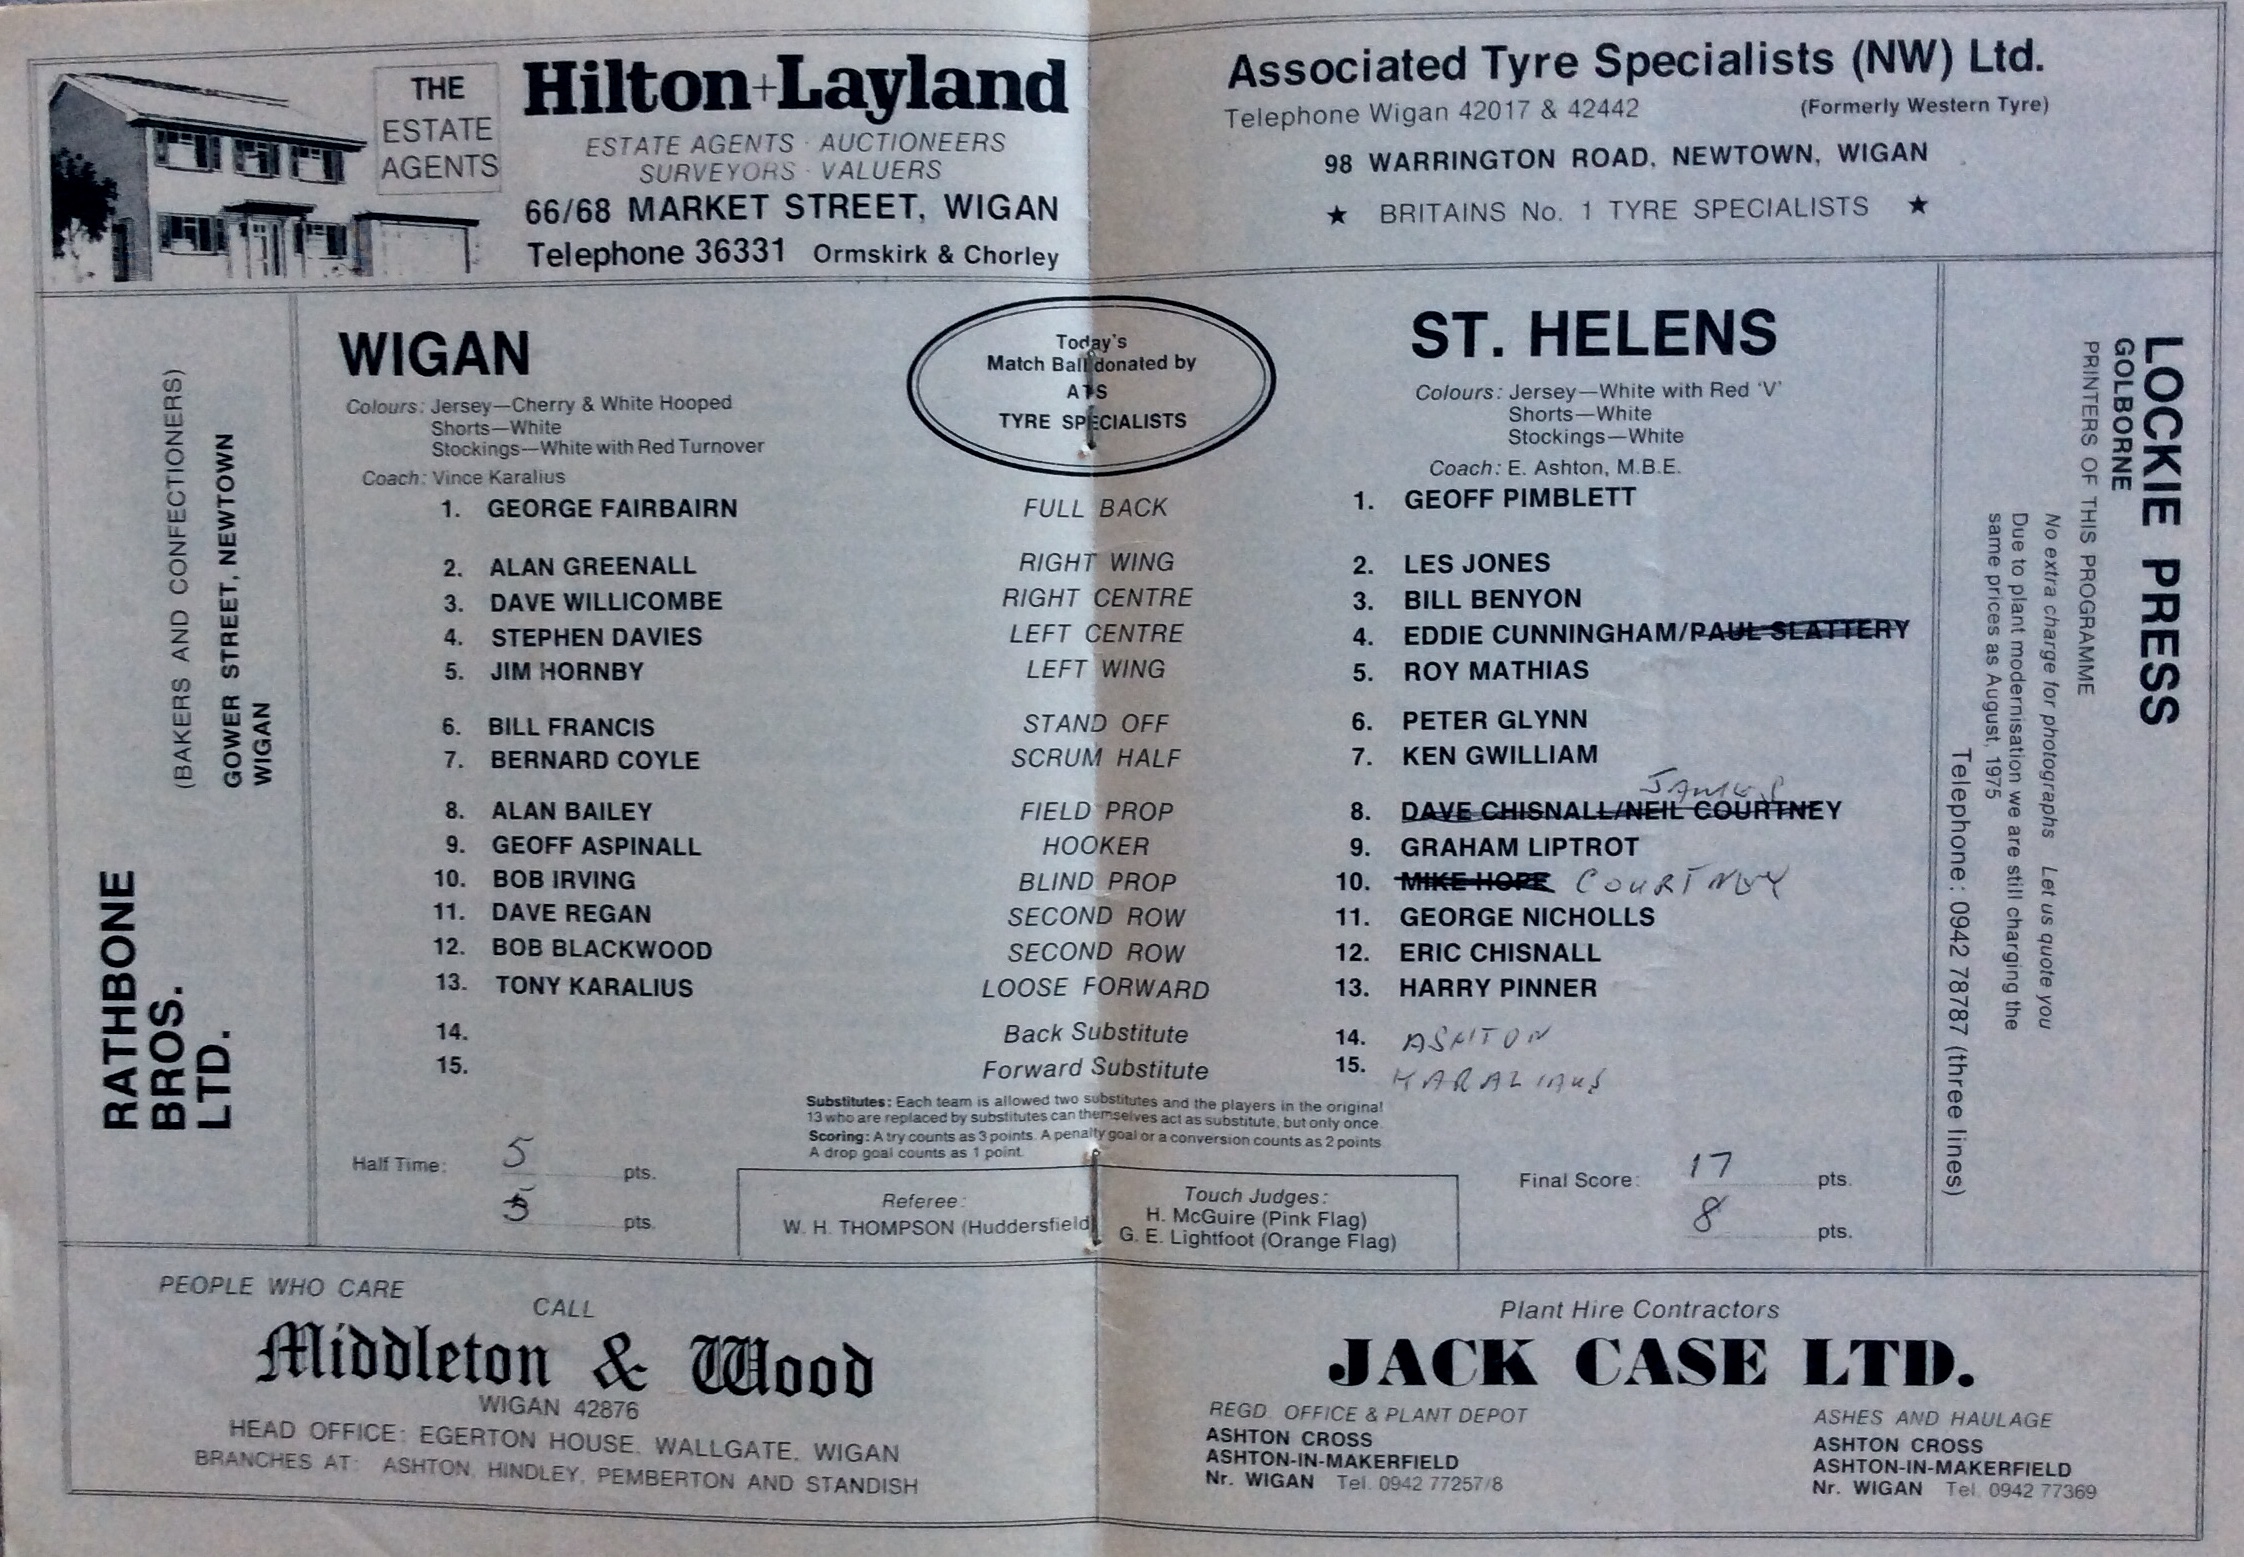 THE
ESTATE
AGENTS
Hilton+Layland
ESTATE AGENTS · AUCTIONEERS
SURVEYORS · VALUERS
66/68 MARKET STREET, WIGAN
Telephone 36331 Ormskirk & Chorley
Associated Tyre Specialists (NW) Ltd.
Telephone Wigan 42017 & 42442 (Formerly Western Tyre)
98 WARRINGTON ROAD, NEWTOWN, WIGAN
★ BRITAINS No. 1 TYRE SPECIALISTS ★
RATHBONE
BROS.
LTD.
(BAKERS AND CONFECTIONERS)
GOWER STREET, NEWTOWN
WIGAN
WIGAN
Colours: Jersey—Cherry & White Hooped
Shorts—White
Stockings—White with Red Turnover
Coach: Vince Karalius
Today's
Match Ball donated by
ATS
TYRE SPECIALISTS
ST. HELENS
Colours: Jersey—White with Red 'V'
Shorts—White
Stockings—White
Coach: E. Ashton, M.B.E.
1. GEORGE FAIRBAIRN FULL BACK 1. GEOFF PIMBLETT
2. ALAN GREENALL RIGHT WING 2. LES JONES
3. DAVE WILLICOMBE RIGHT CENTRE 3. BILL BENYON
4. STEPHEN DAVIES LEFT CENTRE 4. EDDIE CUNNINGHAM/PAUL SLATTERY
5. JIM HORNBY LEFT WING 5. ROY MATHIAS
6. BILL FRANCIS STAND OFF 6. PETER GLYNN
7. BERNARD COYLE SCRUM HALF 7. KEN GWILLIAM
JAMES
8. ALAN BAILEY FIELD PROP 8. DAVE CHISNALL/NEIL COURTNEY
9. GEOFF ASPINALL HOOKER 9. GRAHAM LIPTROT
10. BOB IRVING BLIND PROP 10. MIKE HOPE COURTNEY
11. DAVE REGAN SECOND ROW 11. GEORGE NICHOLLS
12. BOB BLACKWOOD SECOND ROW 12. ERIC CHISNALL
13. TONY KARALIUS LOOSE FORWARD 13. HARRY PINNER
14. Back Substitute 14. ASHTON
15. Forward Substitute 15. KARALIUS
Substitutes: Each team is allowed two substitutes and the players in the original
13 who are replaced by substitutes can themselves act as substitute, but only once.
Scoring: A try counts as 3 points. A penalty goal or a conversion counts as 2 points
A drop goal counts as 1 point.
Half Time: 5 pts.
5 pts.
Referee:
W. H. THOMPSON (Huddersfield)
Touch Judges:
H. McGuire (Pink Flag)
G. E. Lightfoot (Orange Flag)
Final Score: 17 pts.
8 pts.
LOCKIE PRESS
GOLBORNE
PRINTERS OF THIS PROGRAMME
No extra charge for photographs Let us quote you
Due to plant modernisation we are still charging the
same prices as August, 1975
Telephone: 0942 78787 (three lines)
PEOPLE WHO CARE
CALL
Middleton & Wood
WIGAN 42876
HEAD OFFICE: EGERTON HOUSE, WALLGATE, WIGAN
BRANCHES AT: ASHTON, HINDLEY, PEMBERTON AND STANDISH
Plant Hire Contractors
JACK CASE LTD.
REGD. OFFICE & PLANT DEPOT
ASHTON CROSS
ASHTON-IN-MAKERFIELD
Nr. WIGAN Tel. 0942 77257/8
ASHES AND HAULAGE
ASHTON CROSS
ASHTON-IN-MAKERFIELD
Nr. WIGAN Tel. 0942 77369